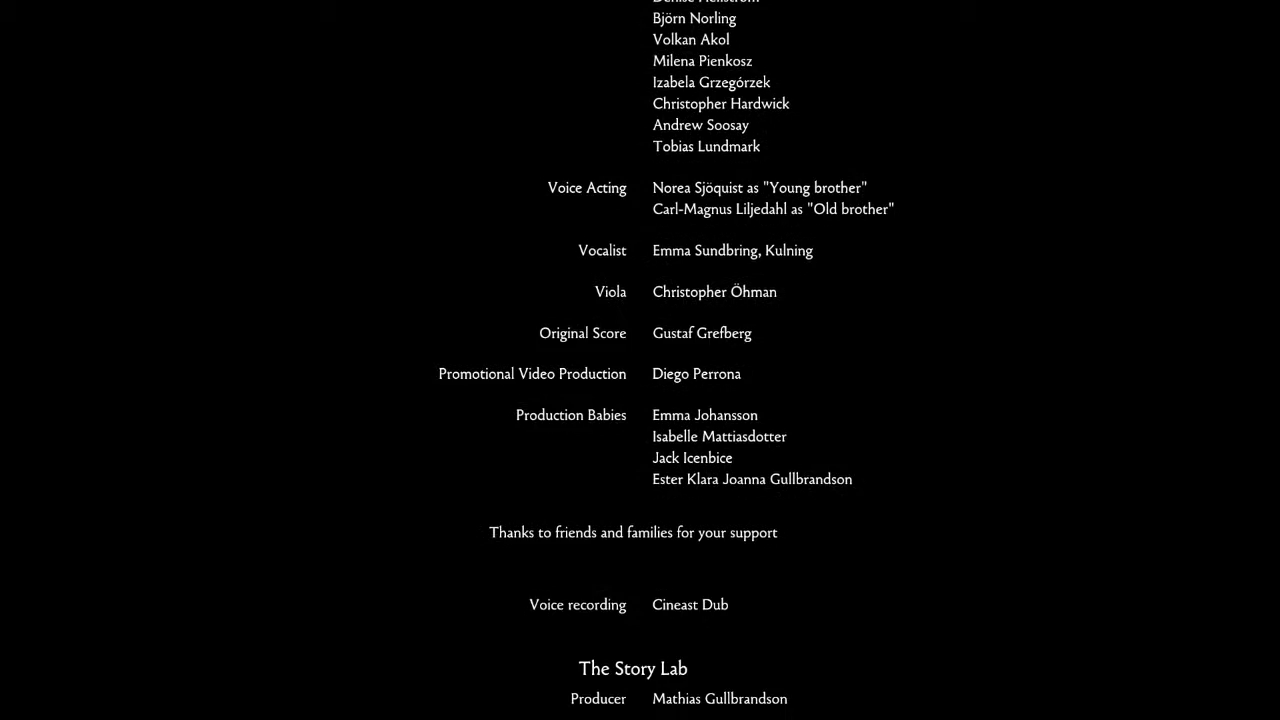 Björn Norling
Volkan Akol
Milena Pienkosz
Izabela Grzegórzek
Christopher Hardwick
Andrew Soosay
Tobias Lundmark
Voice Acting Norea Sjöquist as "Young brother"
Carl-Magnus Liljedahl as "Old brother"
Vocalist Emma Sundbring, Kulning
Viola Christopher Öhman
Original Score Gustaf Grefberg
Promotional Video Production Diego Perrona
Production Babies Emma Johansson
Isabelle Mattiasdotter
Jack Icenbice
Ester Klara Joanna Gullbrandson
Thanks to friends and families for your support
Voice recording Cineast Dub
The Story Lab
Producer Mathias Gullbrandson